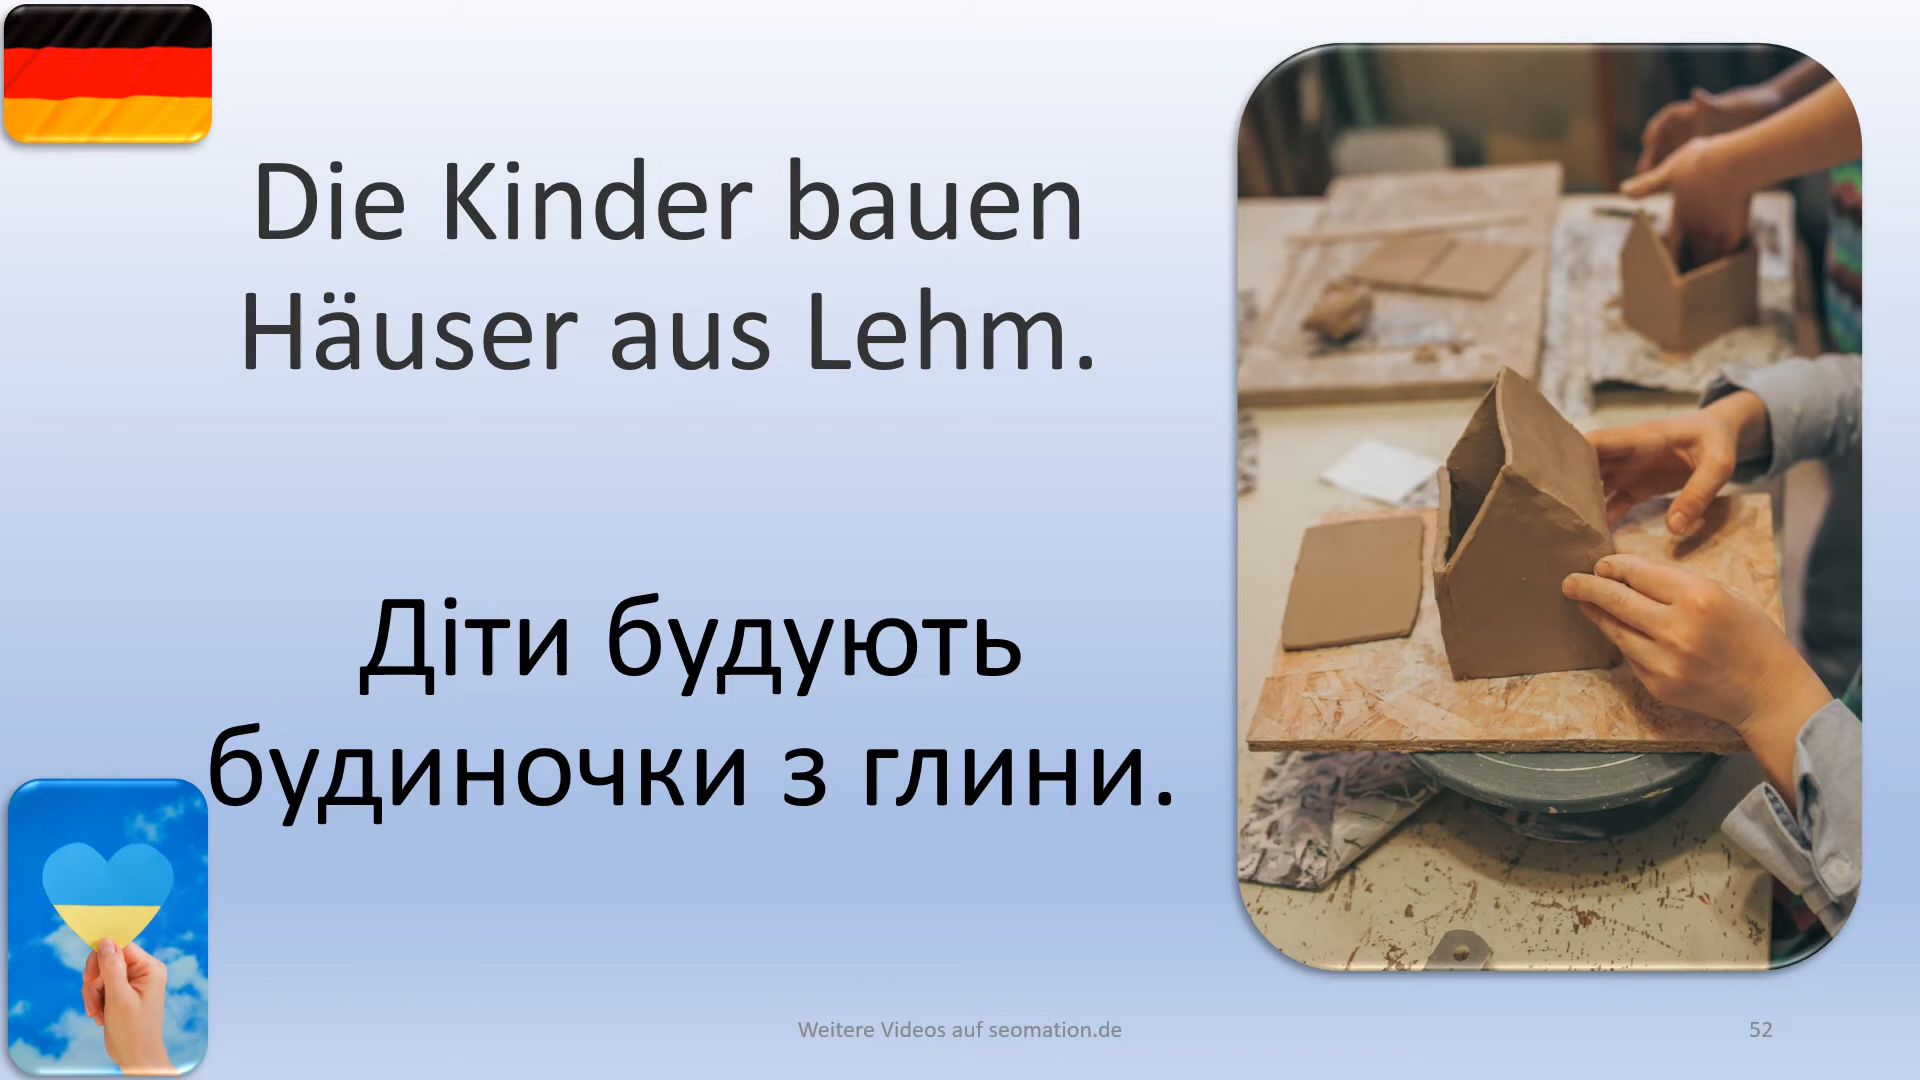 Die Kinder bauen
Häuser aus Lehm.
Діти будують
будиночки з глини.
Weitere Videos auf seomation.de
52